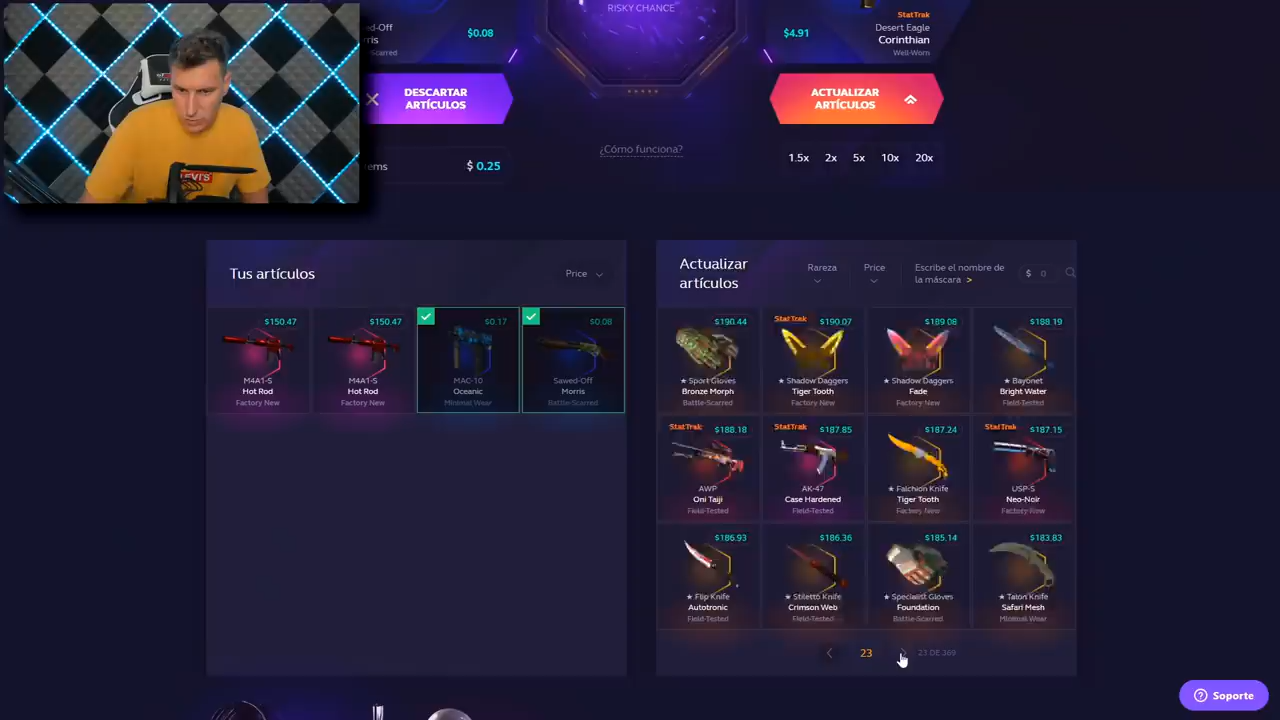 RISKY CHANCE
ed-Off
$0.08
rris
-Scarred
StatTrak
$4.91
Desert Eagle
Corinthian
Well-Worn
DESCARTAR
ARTÍCULOS
ACTUALIZAR
ARTÍCULOS
¿Cómo funciona?
1.5x 2x 5x 10x 20x
ems
$ 0.25
LEVI'S
Tus artículos
Price
$150.47
M4A1-S
Hot Rod
Factory New
$150.47
M4A1-S
Hot Rod
Factory New
$0.17
MAC-10
Oceanic
Minimal Wear
$0.08
Sawed-Off
Morris
Battle-Scarred
Actualizar
artículos
Rareza
Price
Escribe el nombre de
la máscara >
$ 0
$190.44
★ Sport Gloves
Bronze Morph
Battle-Scarred
StatTrak
$190.07
★ Shadow Daggers
Tiger Tooth
Factory New
$189.08
★ Shadow Daggers
Fade
Factory New
$188.19
★ Bayonet
Bright Water
Field-Tested
StatTrak
$188.18
AWP
Oni Taiji
Field-Tested
StatTrak
$187.85
AK-47
Case Hardened
Field-Tested
$187.24
★ Falchion Knife
Tiger Tooth
Factory New
StatTrak
$187.15
USP-S
Neo-Noir
Factory New
$186.93
★ Flip Knife
Autotronic
Field-Tested
$186.36
★ Stiletto Knife
Crimson Web
Field-Tested
$185.14
★ Specialist Gloves
Foundation
Battle-Scarred
$183.83
★ Talon Knife
Safari Mesh
Minimal Wear
23
23 DE 389
Soporte